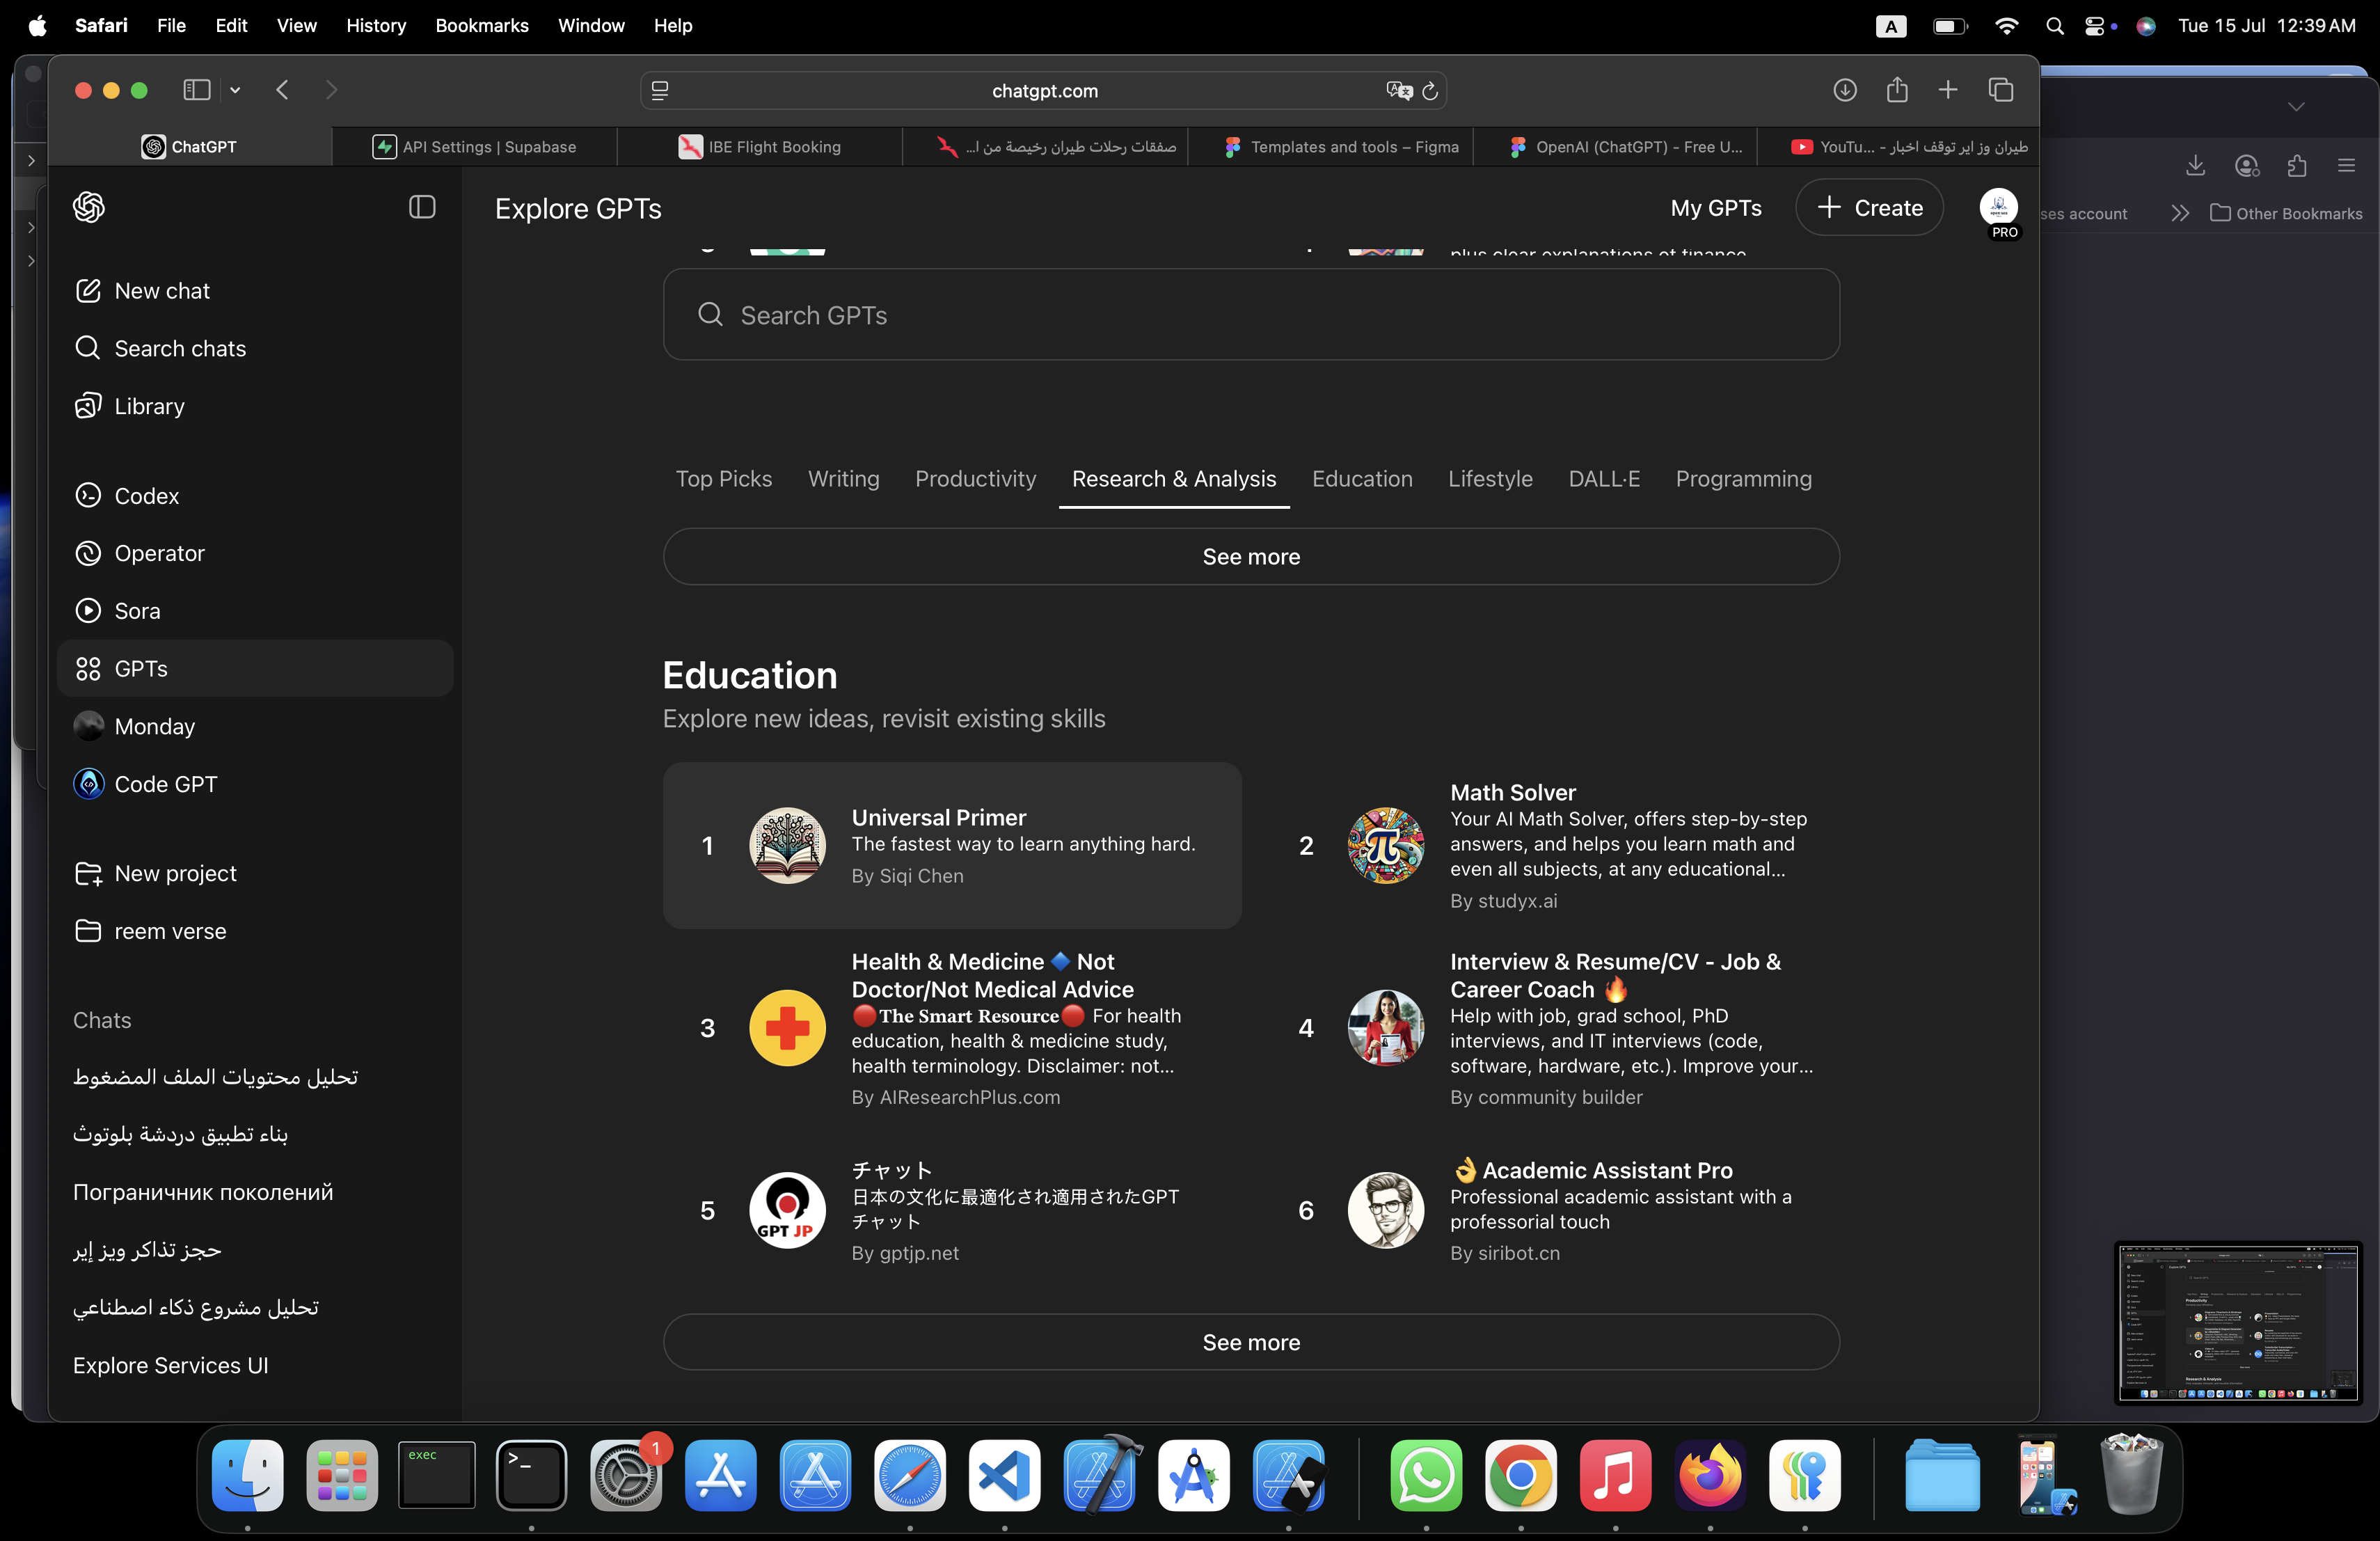 Safari File Edit View History Bookmarks Window Help
A
Tue 15 Jul 12:39 AM
chatgpt.com
ChatGPT
API Settings | Supabase
IBE Flight Booking
صفقات رحلات طيران رخيصة من ا...
Templates and tools – Figma
OpenAI (ChatGPT) - Free U...
طيران وز اير توقف اخبار - YouTu...
ses account
Other Bookmarks
Explore GPTs
My GPTs
Create
PRO
New chat
Search chats
Library
Codex
Operator
Sora
GPTs
Monday
Code GPT
New project
reem verse
Chats
تحليل محتويات الملف المضغوط
بناء تطبيق دردشة بلوتوث
Пограничник поколений
حجز تذاكر ويز إير
تحليل مشروع ذكاء اصطناعي
Explore Services UI
plus clear explanations of finance
Search GPTs
Top Picks Writing Productivity Research & Analysis Education Lifestyle DALL·E Programming
See more
Education
Explore new ideas, revisit existing skills
1
Universal Primer
The fastest way to learn anything hard.
By Siqi Chen
2
Math Solver
Your AI Math Solver, offers step-by-step
answers, and helps you learn math and
even all subjects, at any educational...
By studyx.ai
3
Health & Medicine 🔷 Not
Doctor/Not Medical Advice
🔴𝐓𝐡𝐞 𝐒𝐦𝐚𝐫𝐭 𝐑𝐞𝐬𝐨𝐮𝐫𝐜𝐞🔴 For health
education, health & medicine study,
health terminology. Disclaimer: not...
By AIResearchPlus.com
4
Interview & Resume/CV - Job &
Career Coach 🔥
Help with job, grad school, PhD
interviews, and IT interviews (code,
software, hardware, etc.). Improve your...
By community builder
5
GPT JP
チャット
日本の文化に最適化され適用されたGPT
チャット
By gptjp.net
6
👌Academic Assistant Pro
Professional academic assistant with a
professorial touch
By siribot.cn
See more
exec
1